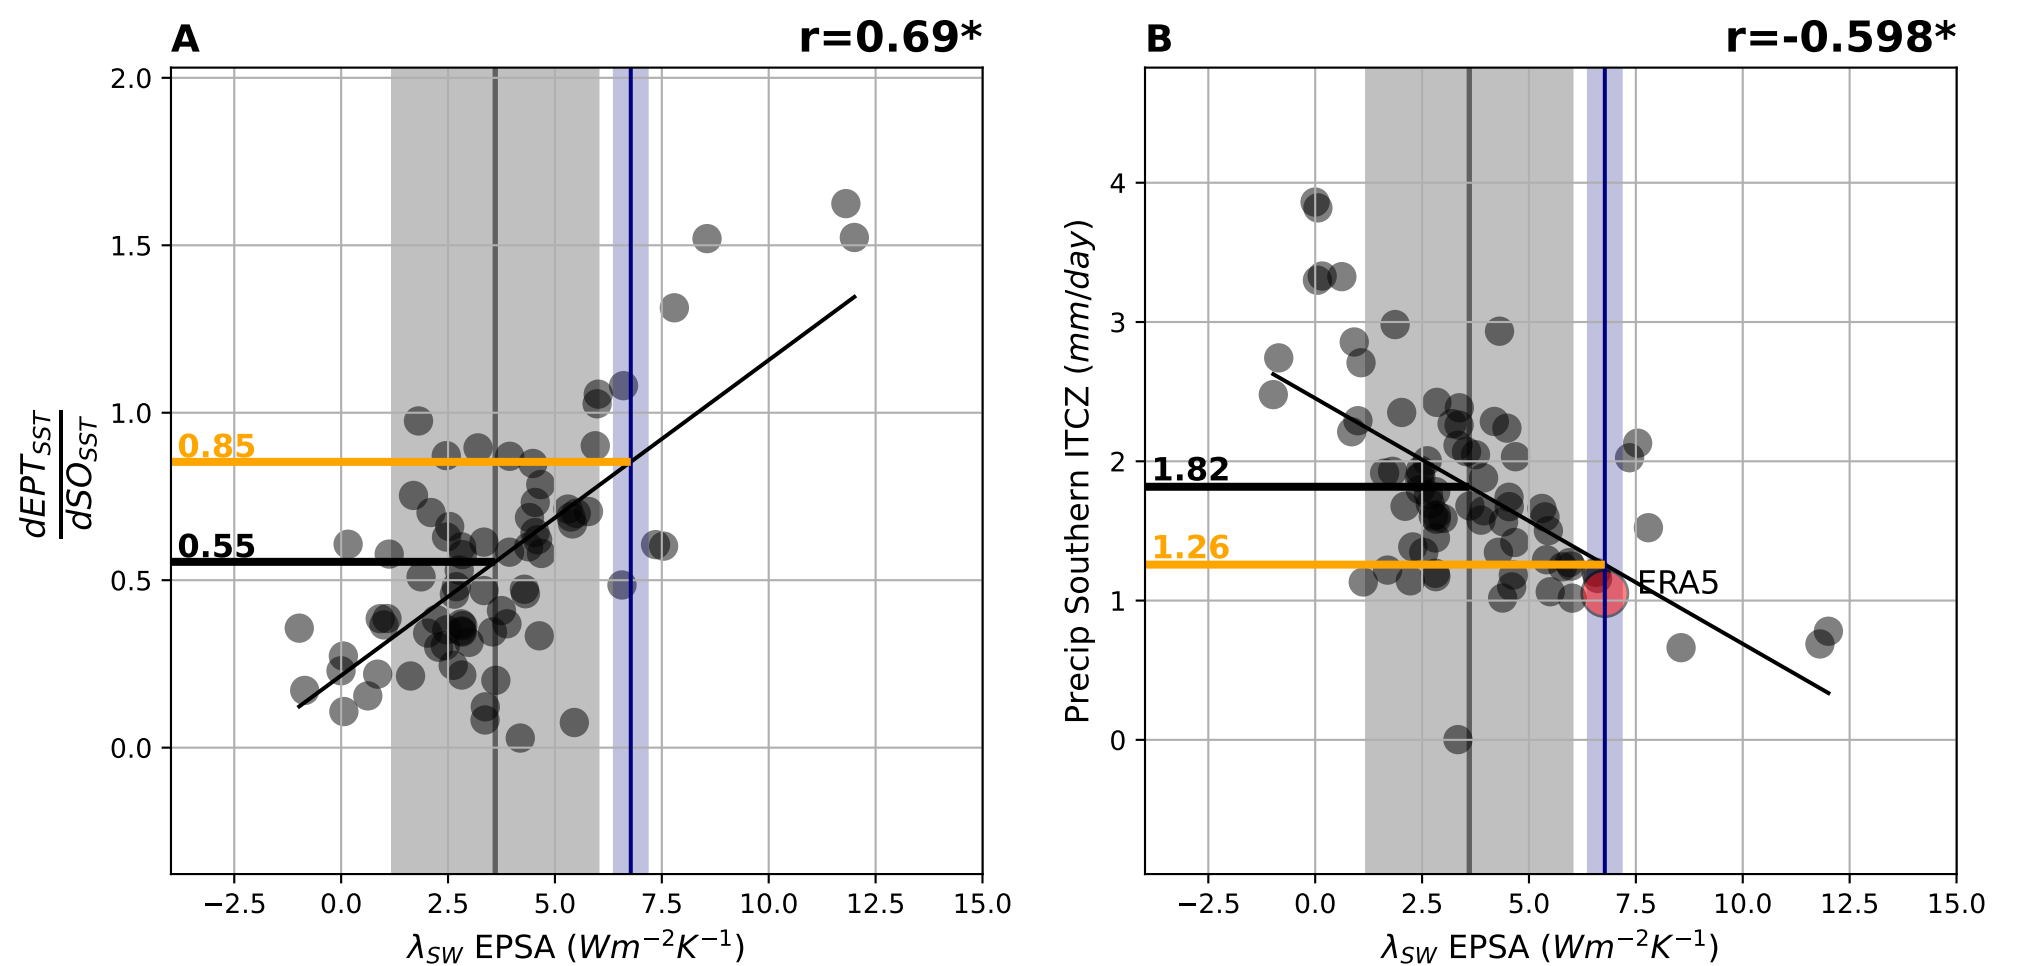 A
r=0.69*
2.0
1.5
1.0
0.5
0.0
dEPT_SST
dSO_SST
0.85
0.55
−2.5 0.0 2.5 5.0 7.5 10.0 12.5 15.0
λ_SW EPSA (Wm⁻²K⁻¹)
B
r=-0.598*
4
3
2
1
0
Precip Southern ITCZ (mm/day)
1.82
1.26
ERA5
−2.5 0.0 2.5 5.0 7.5 10.0 12.5 15.0
λ_SW EPSA (Wm⁻²K⁻¹)